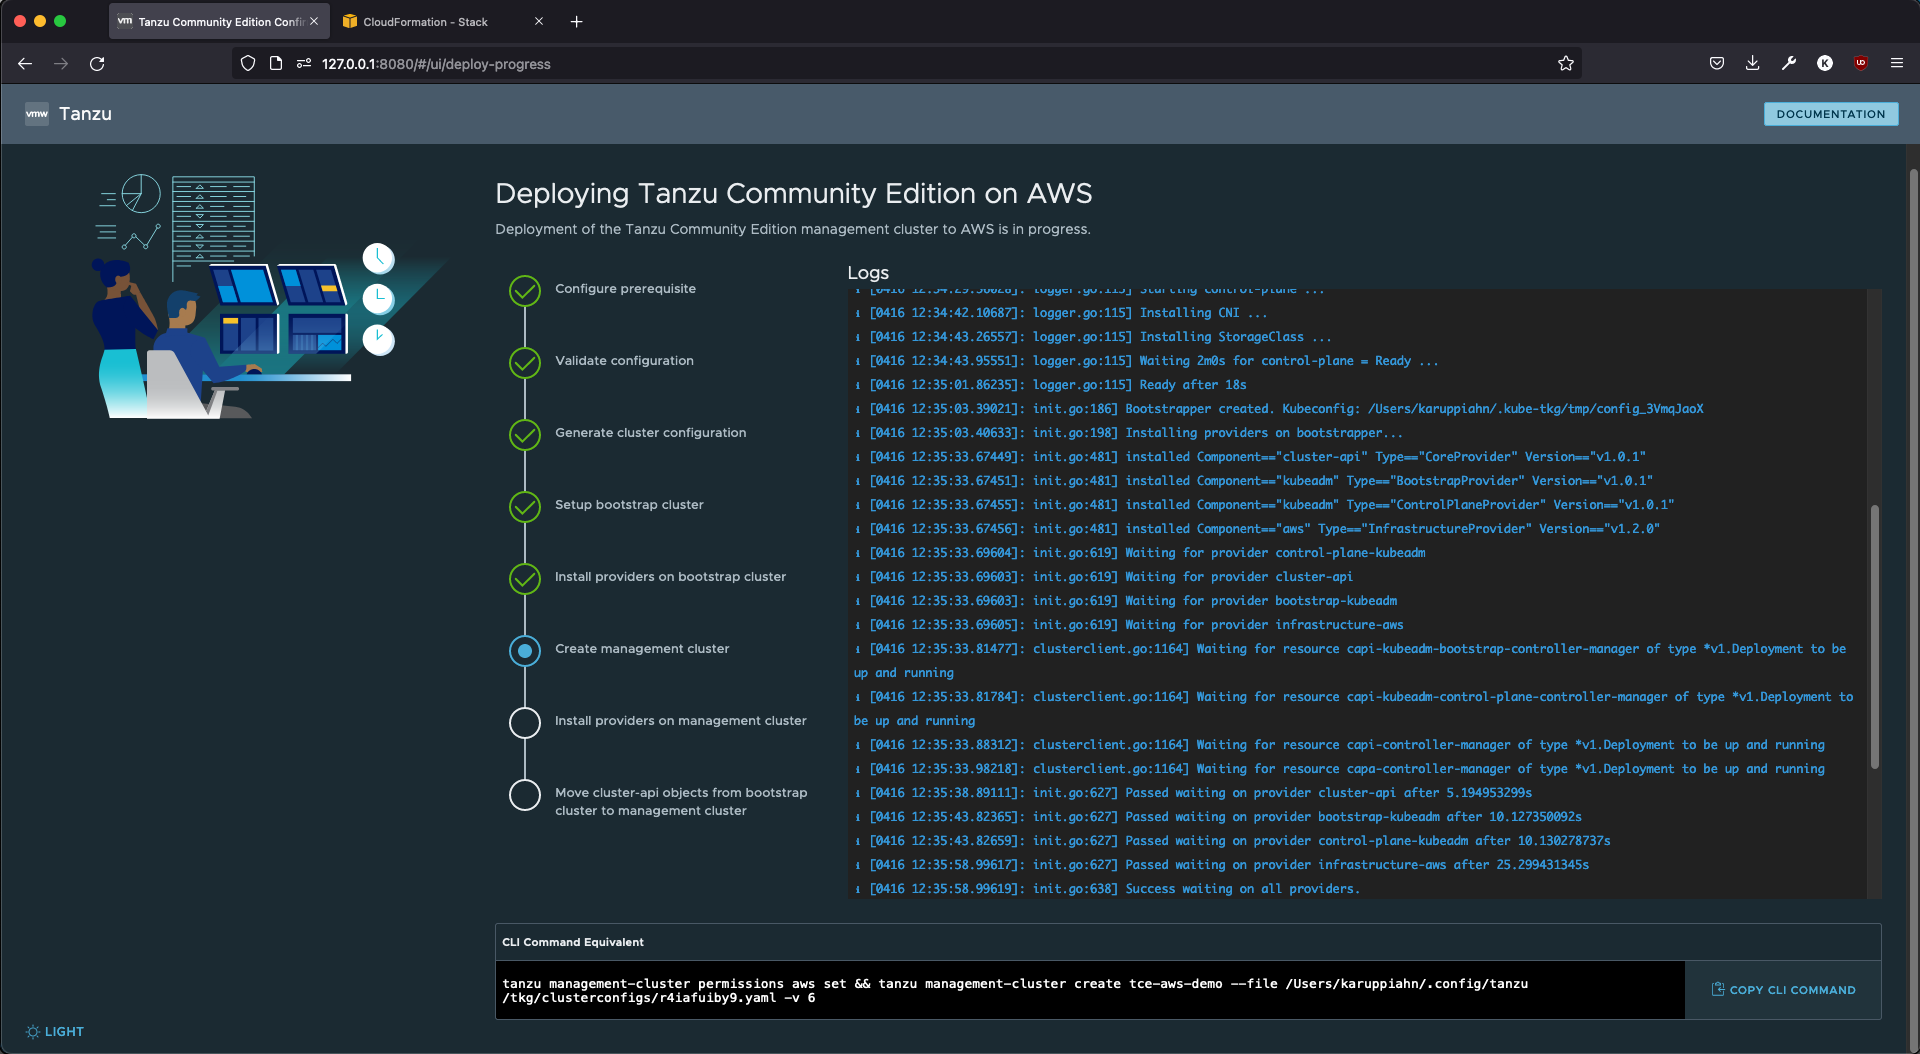 vm Tanzu Community Edition Confi
CloudFormation - Stack
127.0.0.1:8080/#/ui/deploy-progress
K
UD
vmw Tanzu
DOCUMENTATION
Deploying Tanzu Community Edition on AWS
Deployment of the Tanzu Community Edition management cluster to AWS is in progress.
Configure prerequisite
Validate configuration
Generate cluster configuration
Setup bootstrap cluster
Install providers on bootstrap cluster
Create management cluster
Install providers on management cluster
Move cluster-api objects from bootstrap
cluster to management cluster
Logs
i [0416 12:34:29.56028]: logger.go:115] Starting control-plane ...
i [0416 12:34:42.10687]: logger.go:115] Installing CNI ...
i [0416 12:34:43.26557]: logger.go:115] Installing StorageClass ...
i [0416 12:34:43.95551]: logger.go:115] Waiting 2m0s for control-plane = Ready ...
i [0416 12:35:01.86235]: logger.go:115] Ready after 18s
i [0416 12:35:03.39021]: init.go:186] Bootstrapper created. Kubeconfig: /Users/karuppiahn/.kube-tkg/tmp/config_3VmqJaoX
i [0416 12:35:03.40633]: init.go:198] Installing providers on bootstrapper...
i [0416 12:35:33.67449]: init.go:481] installed Component=="cluster-api" Type=="CoreProvider" Version=="v1.0.1"
i [0416 12:35:33.67451]: init.go:481] installed Component=="kubeadm" Type=="BootstrapProvider" Version=="v1.0.1"
i [0416 12:35:33.67455]: init.go:481] installed Component=="kubeadm" Type=="ControlPlaneProvider" Version=="v1.0.1"
i [0416 12:35:33.67456]: init.go:481] installed Component=="aws" Type=="InfrastructureProvider" Version=="v1.2.0"
i [0416 12:35:33.69604]: init.go:619] Waiting for provider control-plane-kubeadm
i [0416 12:35:33.69603]: init.go:619] Waiting for provider cluster-api
i [0416 12:35:33.69603]: init.go:619] Waiting for provider bootstrap-kubeadm
i [0416 12:35:33.69605]: init.go:619] Waiting for provider infrastructure-aws
i [0416 12:35:33.81477]: clusterclient.go:1164] Waiting for resource capi-kubeadm-bootstrap-controller-manager of type *v1.Deployment to be
up and running
i [0416 12:35:33.81784]: clusterclient.go:1164] Waiting for resource capi-kubeadm-control-plane-controller-manager of type *v1.Deployment to
be up and running
i [0416 12:35:33.88312]: clusterclient.go:1164] Waiting for resource capi-controller-manager of type *v1.Deployment to be up and running
i [0416 12:35:33.98218]: clusterclient.go:1164] Waiting for resource capa-controller-manager of type *v1.Deployment to be up and running
i [0416 12:35:38.89111]: init.go:627] Passed waiting on provider cluster-api after 5.194953299s
i [0416 12:35:43.82365]: init.go:627] Passed waiting on provider bootstrap-kubeadm after 10.127350092s
i [0416 12:35:43.82659]: init.go:627] Passed waiting on provider control-plane-kubeadm after 10.130278737s
i [0416 12:35:58.99617]: init.go:627] Passed waiting on provider infrastructure-aws after 25.299431345s
i [0416 12:35:58.99619]: init.go:638] Success waiting on all providers.
CLI Command Equivalent
tanzu management-cluster permissions aws set && tanzu management-cluster create tce-aws-demo --file /Users/karuppiahn/.config/tanzu
/tkg/clusterconfigs/r4iafuiby9.yaml -v 6
COPY CLI COMMAND
LIGHT